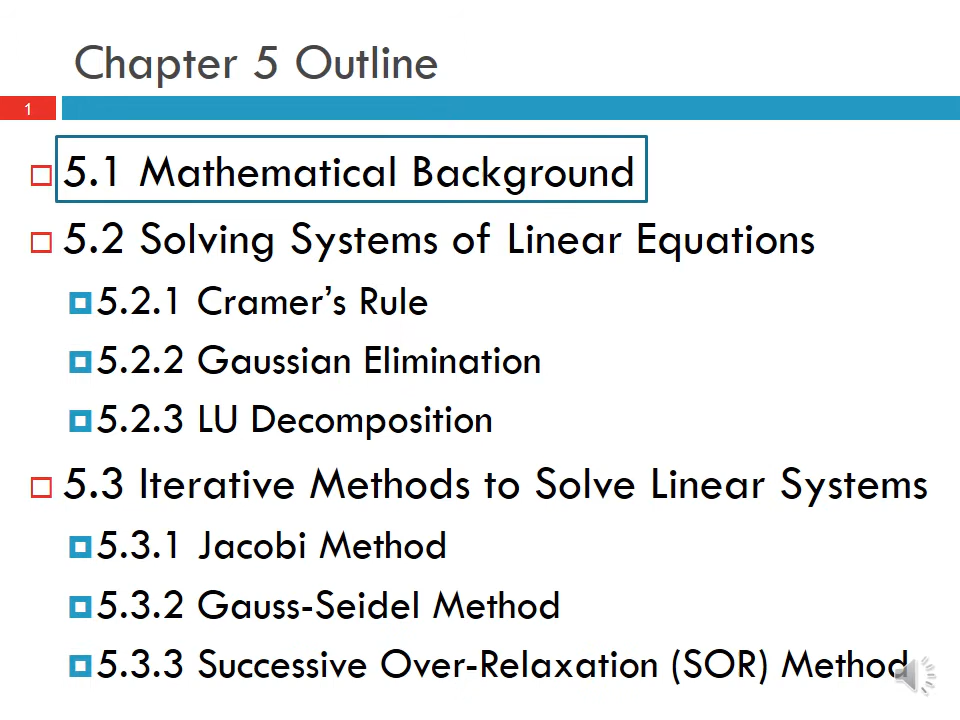 Chapter 5 Outline
1
5.1 Mathematical Background
5.2 Solving Systems of Linear Equations
5.2.1 Cramer’s Rule
5.2.2 Gaussian Elimination
5.2.3 LU Decomposition
5.3 Iterative Methods to Solve Linear Systems
5.3.1 Jacobi Method
5.3.2 Gauss-Seidel Method
5.3.3 Successive Over-Relaxation (SOR) Method